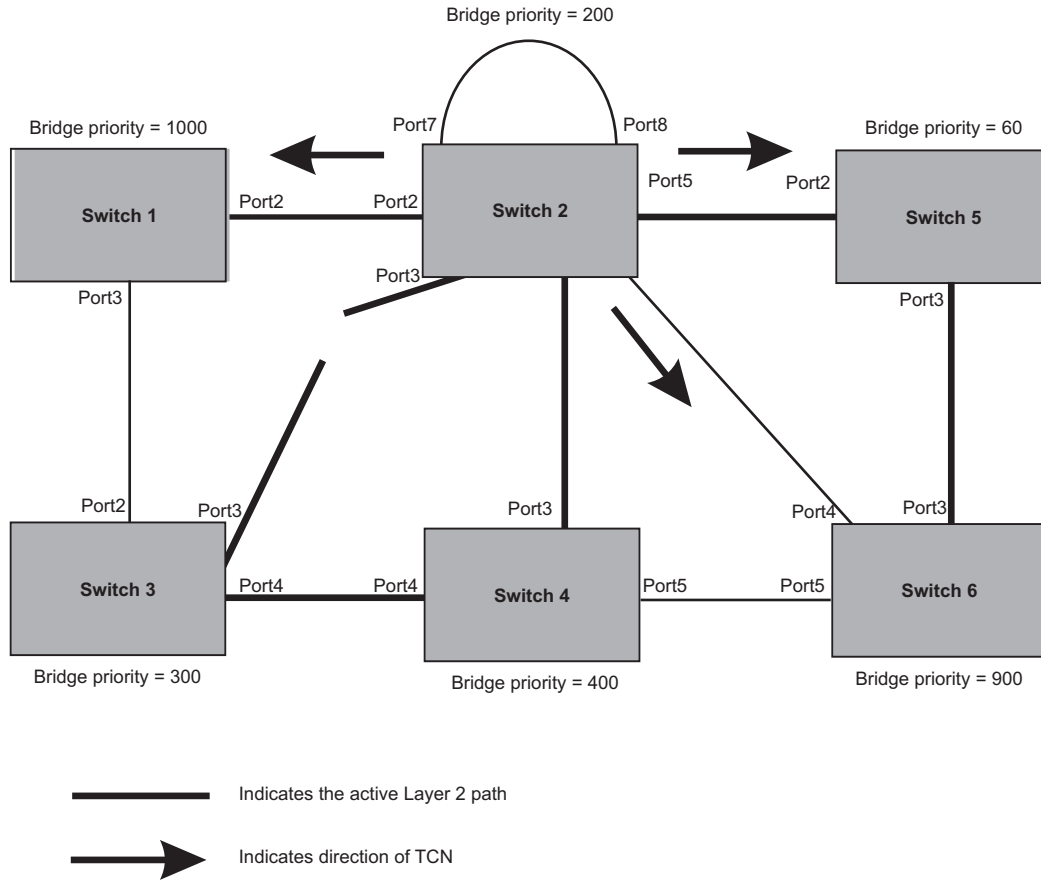 Bridge priority = 200
Port7
Port8
Bridge priority = 1000
Bridge priority = 60
Port5
Port2
Switch 1
Port2
Port2
Switch 2
Switch 5
Port3
Port3
Port3
Port2
Port3
Port3
Port4
Port3
Switch 3
Port4
Port4
Switch 4
Port5
Port5
Switch 6
Bridge priority = 300
Bridge priority = 400
Bridge priority = 900
Indicates the active Layer 2 path
Indicates direction of TCN